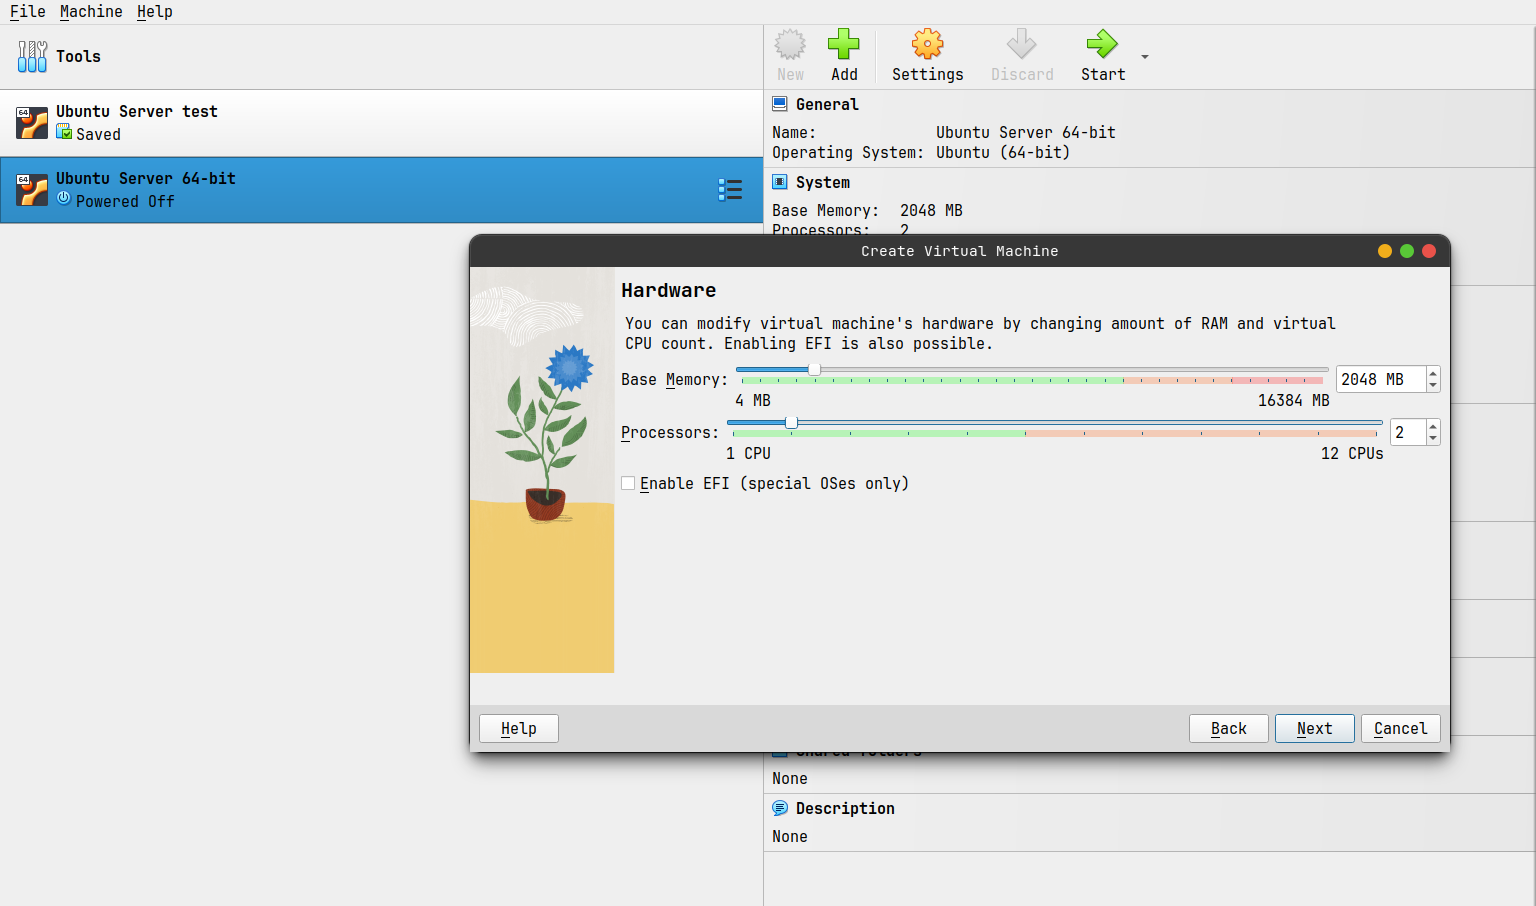 File Machine Help
Tools
New Add Settings Discard Start
64
Ubuntu Server test
Saved
64
Ubuntu Server 64-bit
Powered Off
General
Name: Ubuntu Server 64-bit
Operating System: Ubuntu (64-bit)
System
Base Memory: 2048 MB
Processors: 2
Create Virtual Machine
Hardware
You can modify virtual machine's hardware by changing amount of RAM and virtual
CPU count. Enabling EFI is also possible.
Base Memory: 2048 MB
4 MB 16384 MB
Processors: 2
1 CPU 12 CPUs
Enable EFI (special OSes only)
Help Back Next Cancel
Shared folders
None
Description
None